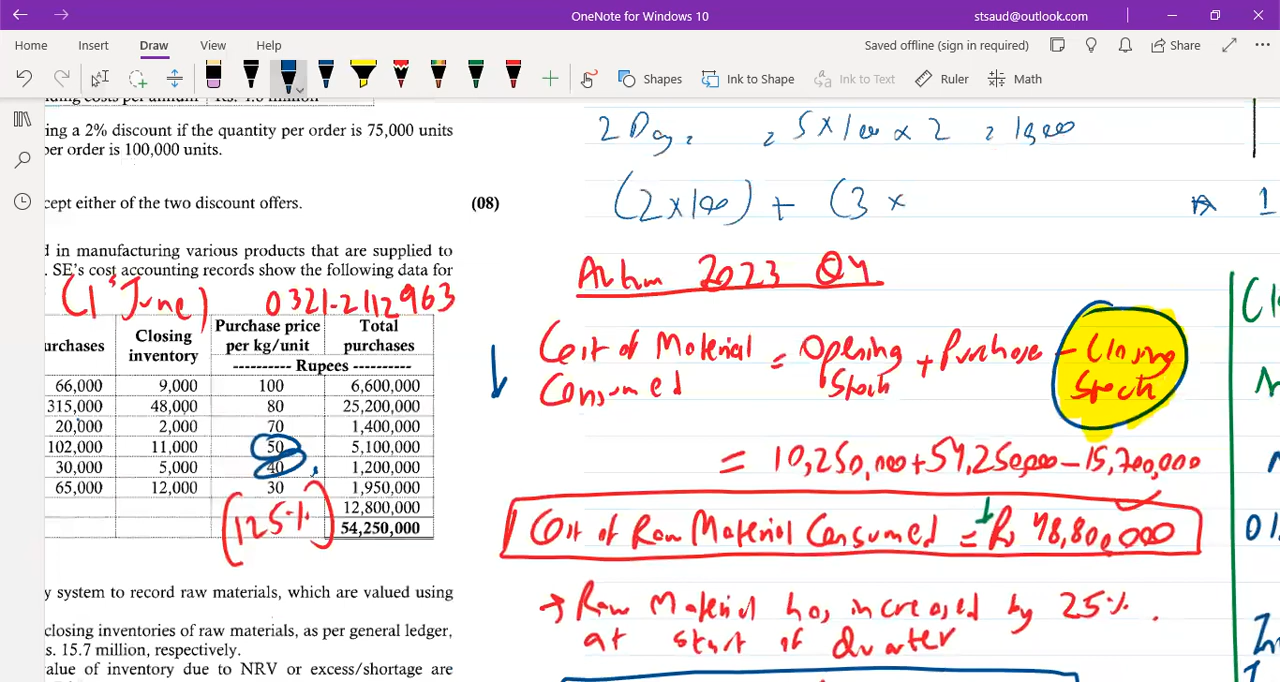 OneNote for Windows 10
stsaud@outlook.com
Home Insert Draw View Help
Saved offline (sign in required) Share
Shapes Ink to Shape Ink to Text Ruler Math
ing a 2% discount if the quantity per order is 75,000 units
per order is 100,000 units.
cept either of the two discount offers.
(08)
d in manufacturing various products that are supplied to
. SE's cost accounting records show the following data for
(1st June) 0321-2112963
urchases Closing inventory Purchase price per kg/unit Total purchases
---------- Rupees ----------
66,000 9,000 100 6,600,000
315,000 48,000 80 25,200,000
20,000 2,000 70 1,400,000
102,000 11,000 50 5,100,000
30,000 5,000 40 1,200,000
65,000 12,000 30 1,950,000
12,800,000
54,250,000
(125%)
y system to record raw materials, which are valued using
closing inventories of raw materials, as per general ledger,
s. 15.7 million, respectively.
value of inventory due to NRV or excess/shortage are
= 5 x 100 x 2 = 1000
(2 x 100) + (3 x
2023 Q4
Cost of Material Consumed = Opening Stock + Purchase - Closing Stock
= 10,250,000 + 54,250,000 - 15,700,000
Cost of Raw Material Consumed = Rs 48,800,000
→ Raw Material has increased by 25%.
at start of Quarter